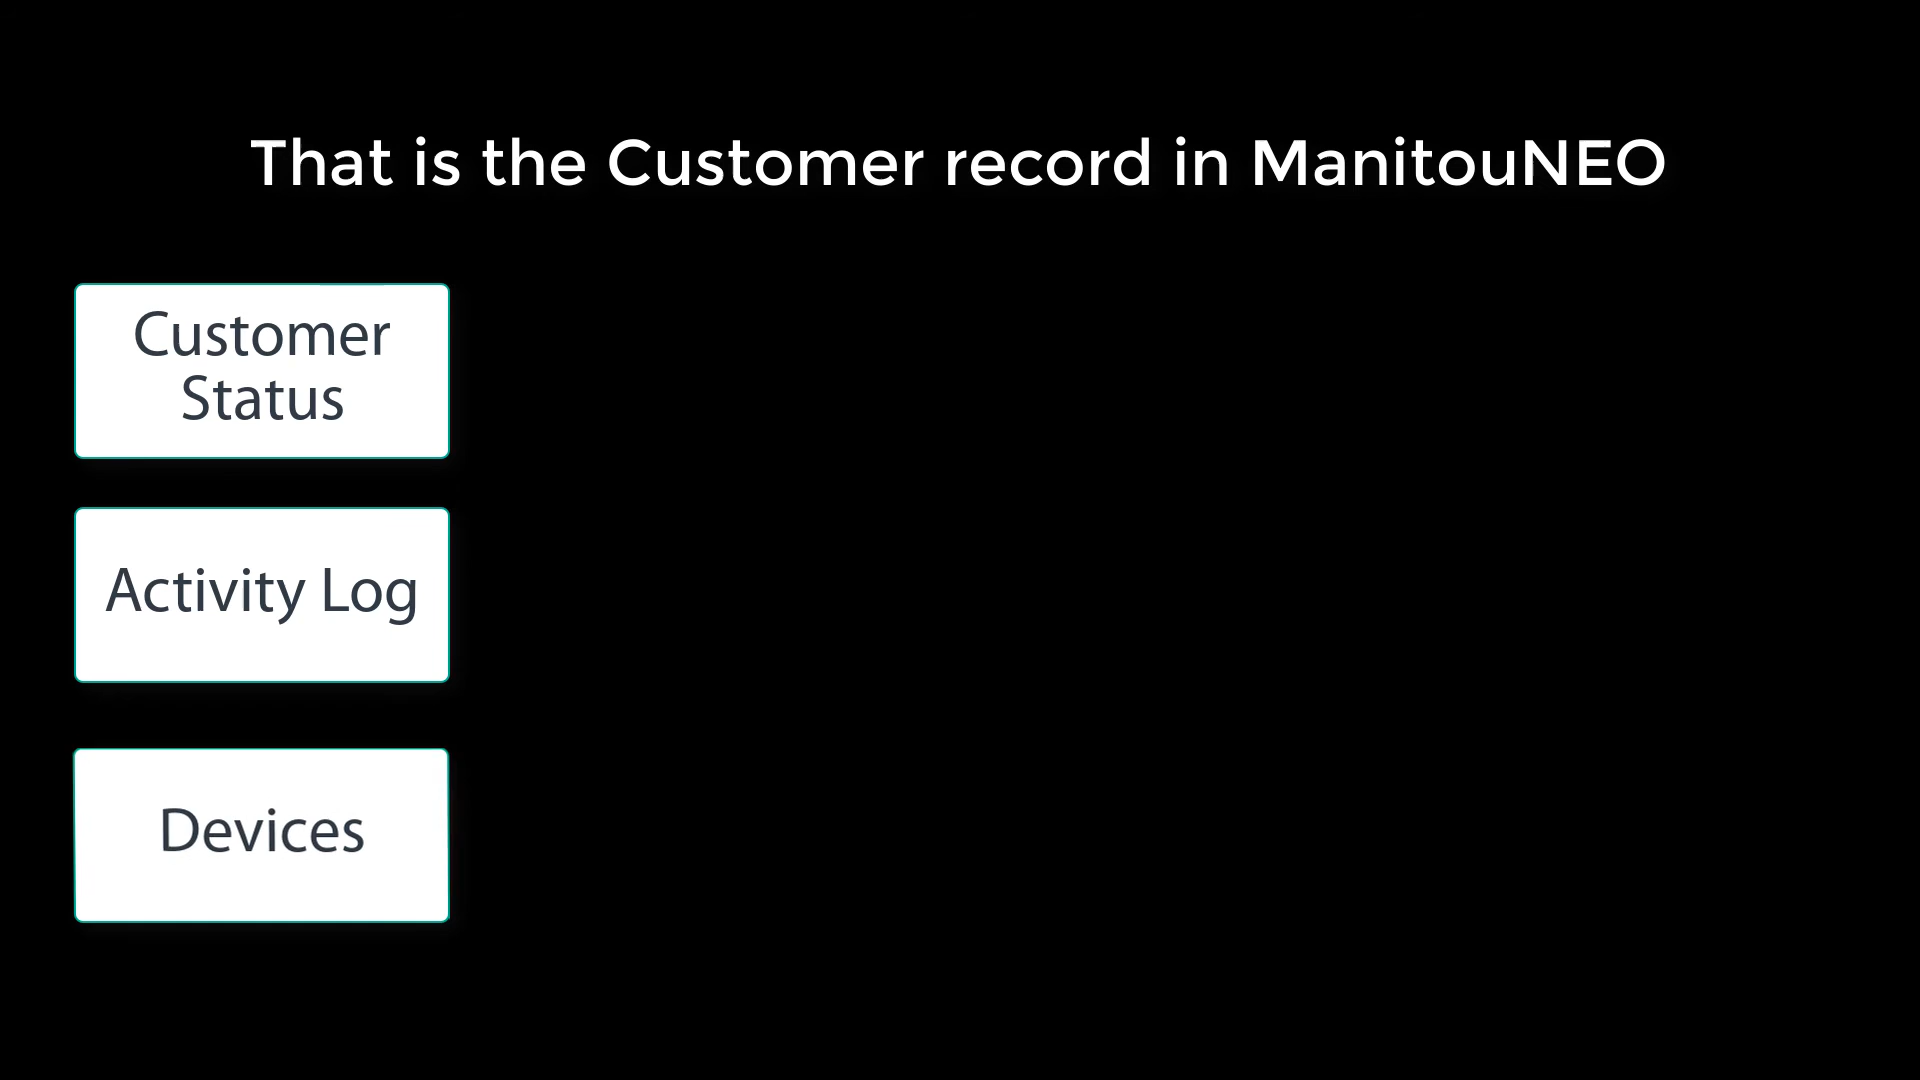 That is the Customer record in ManitouNEO
Customer
Status
Activity Log
Devices